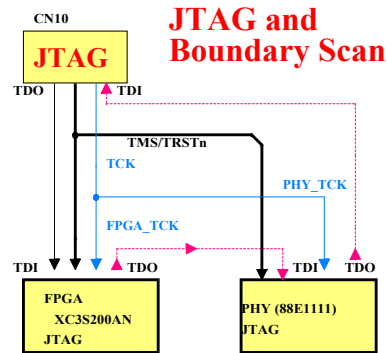 JTAG and
Boundary Scan
CN10
JTAG
TDO
TDI
TMS/TRSTn
TCK
PHY_TCK
FPGA_TCK
TDI
TDO
TDI
TDO
FPGA
XC3S200AN
JTAG
PHY (88E1111)
JTAG